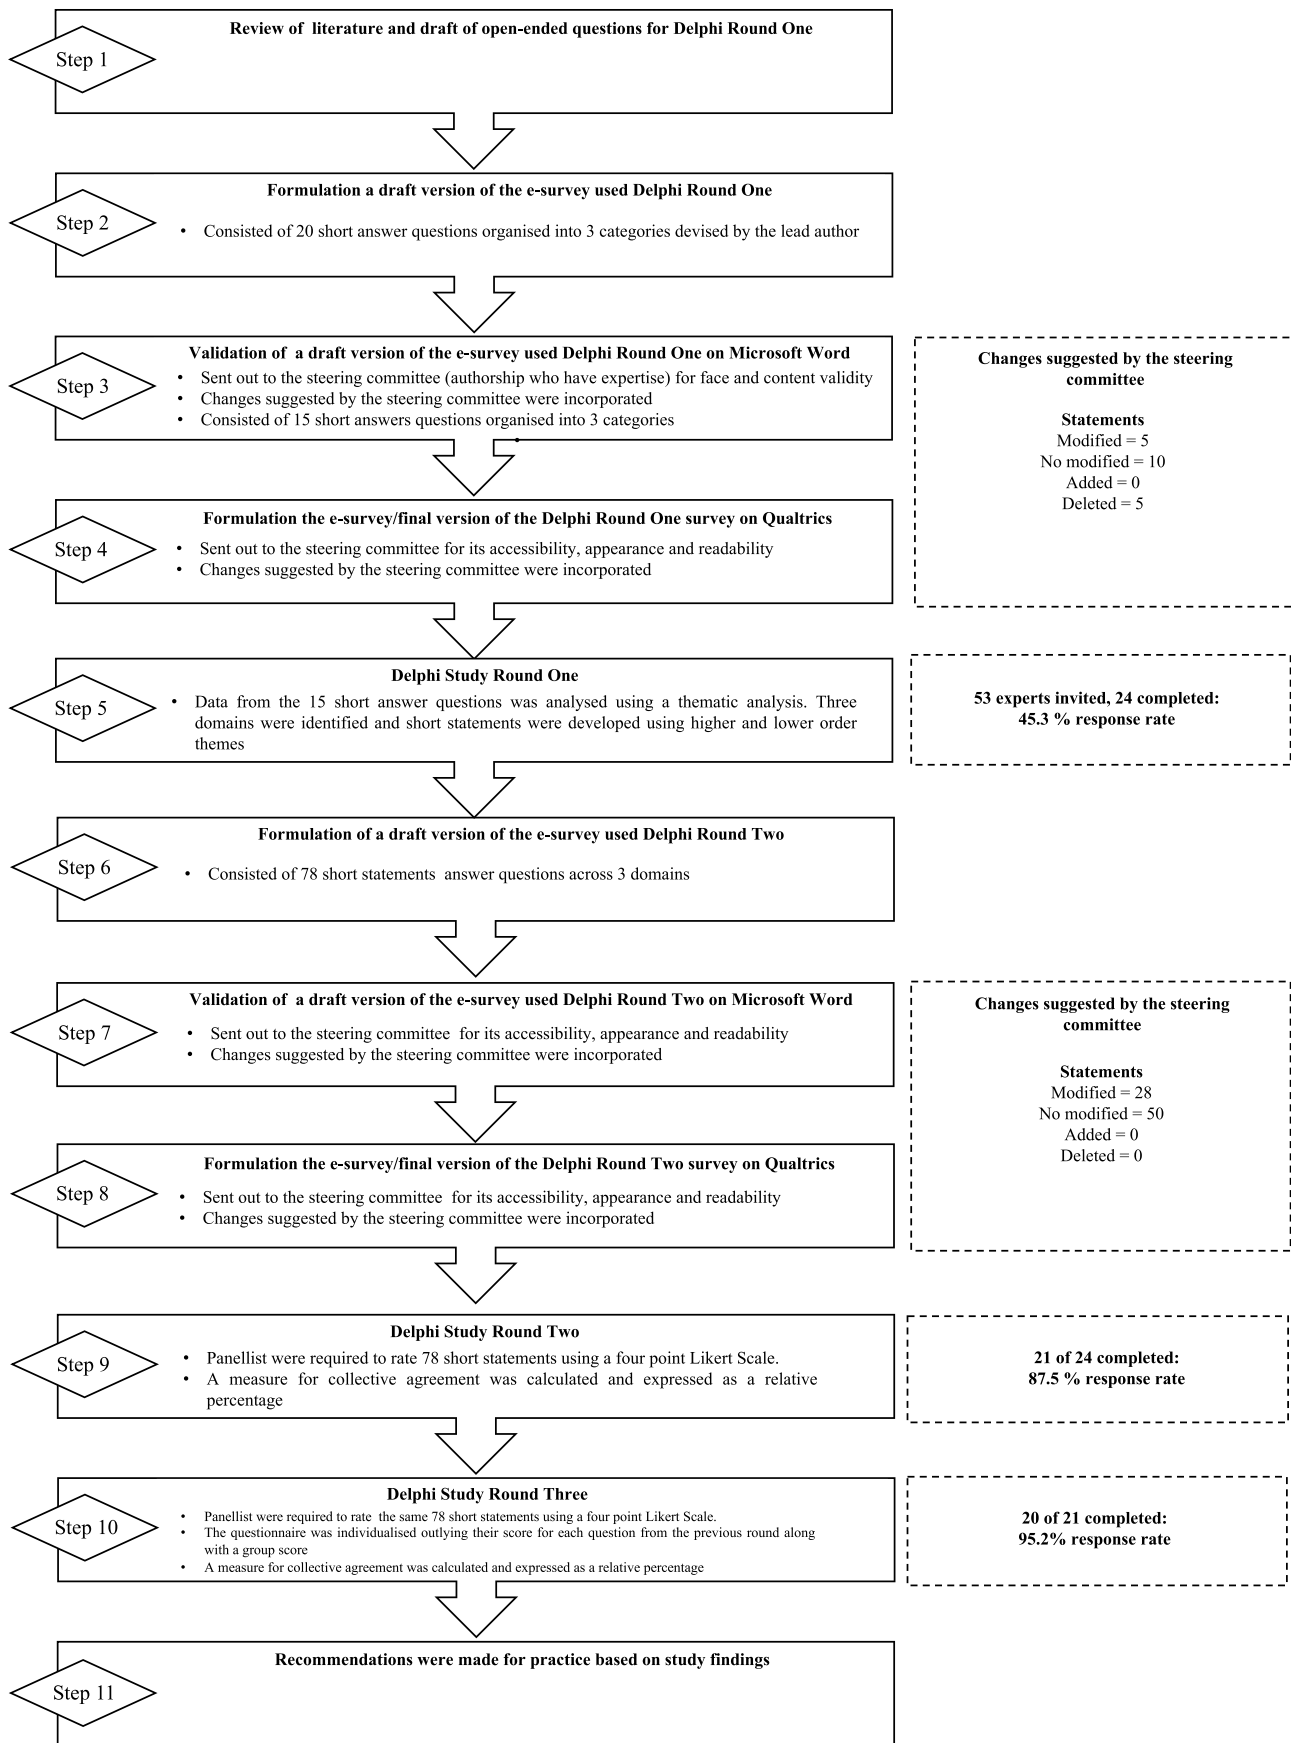 Step 1
Review of literature and draft of open-ended questions for Delphi Round One
Step 2
Formulation a draft version of the e-survey used Delphi Round One
• Consisted of 20 short answer questions organised into 3 categories devised by the lead author
Step 3
Validation of a draft version of the e-survey used Delphi Round One on Microsoft Word
• Sent out to the steering committee (authorship who have expertise) for face and content validity
• Changes suggested by the steering committee were incorporated
• Consisted of 15 short answers questions organised into 3 categories
Changes suggested by the steering
committee
Statements
Modified = 5
No modified = 10
Added = 0
Deleted = 5
Step 4
Formulation the e-survey/final version of the Delphi Round One survey on Qualtrics
• Sent out to the steering committee for its accessibility, appearance and readability
• Changes suggested by the steering committee were incorporated
Step 5
Delphi Study Round One
• Data from the 15 short answer questions was analysed using a thematic analysis. Three
domains were identified and short statements were developed using higher and lower order
themes
53 experts invited, 24 completed:
45.3 % response rate
Step 6
Formulation of a draft version of the e-survey used Delphi Round Two
• Consisted of 78 short statements answer questions across 3 domains
Step 7
Validation of a draft version of the e-survey used Delphi Round Two on Microsoft Word
• Sent out to the steering committee for its accessibility, appearance and readability
• Changes suggested by the steering committee were incorporated
Changes suggested by the steering
committee
Statements
Modified = 28
No modified = 50
Added = 0
Deleted = 0
Step 8
Formulation the e-survey/final version of the Delphi Round Two survey on Qualtrics
• Sent out to the steering committee for its accessibility, appearance and readability
• Changes suggested by the steering committee were incorporated
Step 9
Delphi Study Round Two
• Panellist were required to rate 78 short statements using a four point Likert Scale.
• A measure for collective agreement was calculated and expressed as a relative
percentage
21 of 24 completed:
87.5 % response rate
Step 10
Delphi Study Round Three
• Panellist were required to rate the same 78 short statements using a four point Likert Scale.
• The questionnaire was individualised outlying their score for each question from the previous round along
with a group score
• A measure for collective agreement was calculated and expressed as a relative percentage
20 of 21 completed:
95.2% response rate
Step 11
Recommendations were made for practice based on study findings